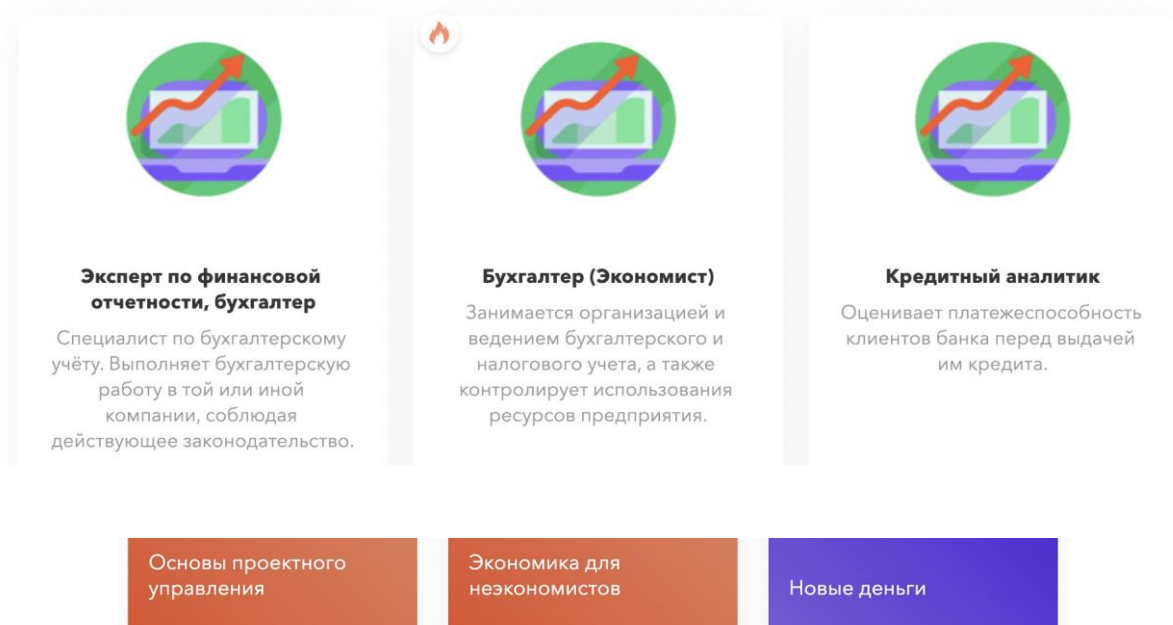 Эксперт по финансовой
отчетности, бухгалтер
Специалист по бухгалтерскому
учёту. Выполняет бухгалтерскую
работу в той или иной
компании, соблюдая
действующее законодательство.
Бухгалтер (Экономист)
Занимается организацией и
ведением бухгалтерского и
налогового учета, а также
контролирует использования
ресурсов предприятия.
Кредитный аналитик
Оценивает платежеспособность
клиентов банка перед выдачей
им кредита.
Основы проектного
управления
Экономика для
неэкономистов
Новые деньги